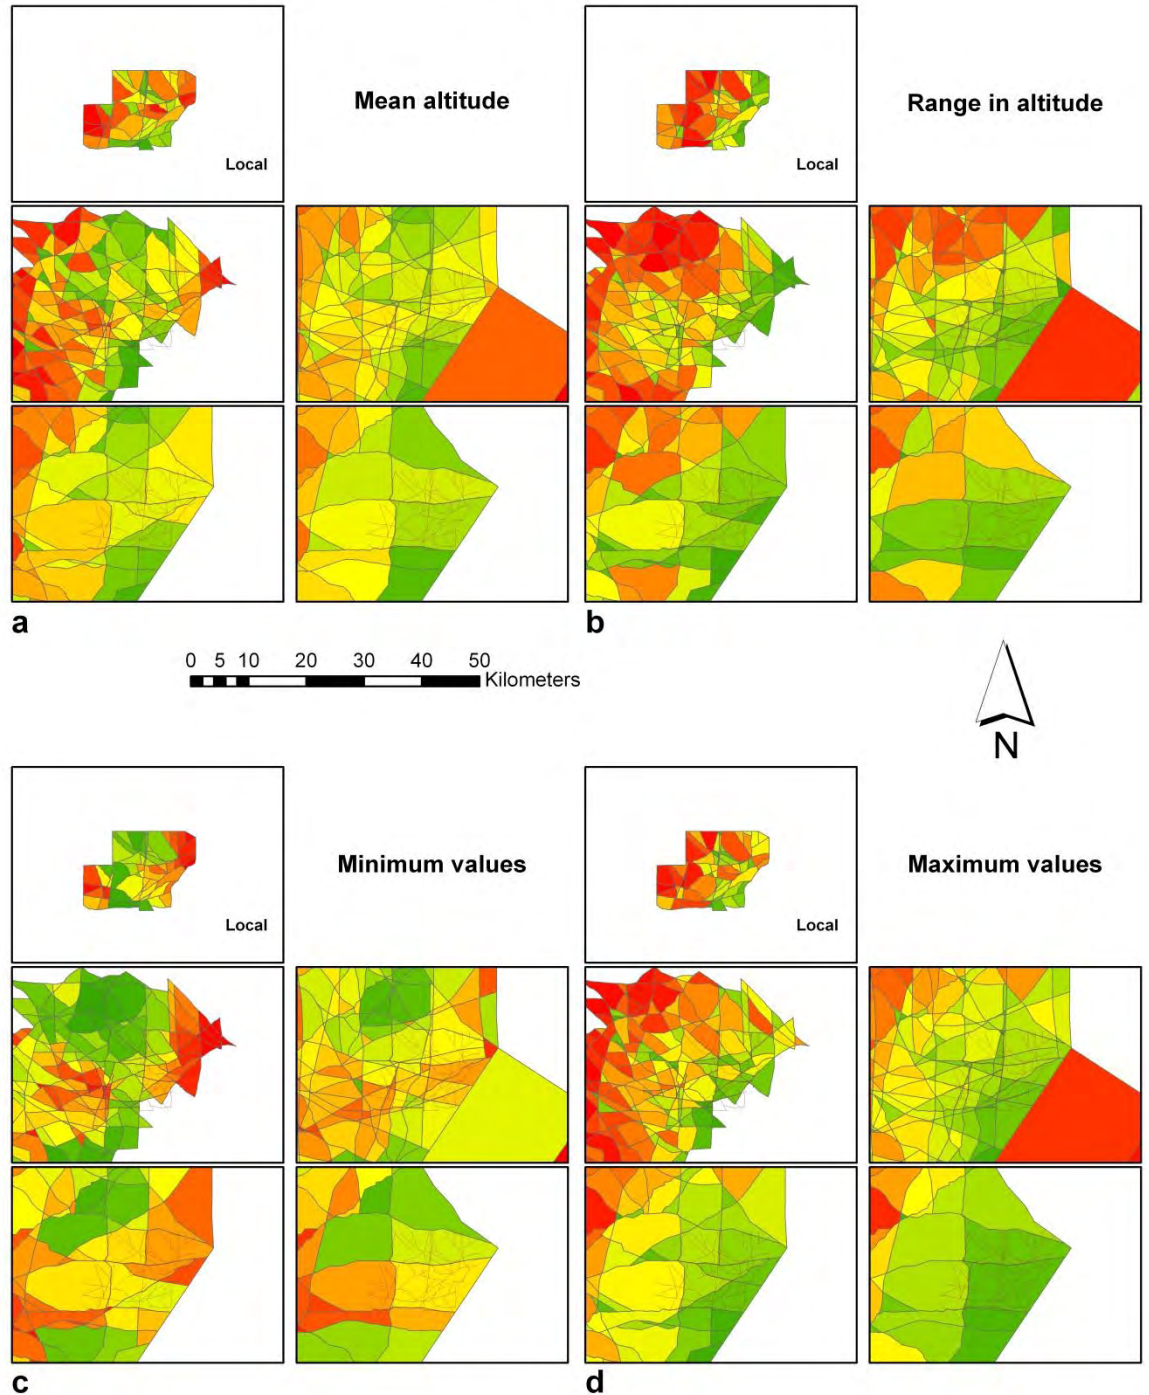 Mean altitude
Range in altitude
Local
Local
a
b
0 5 10 20 30 40 50
Kilometers
N
Minimum values
Maximum values
Local
Local
c
d